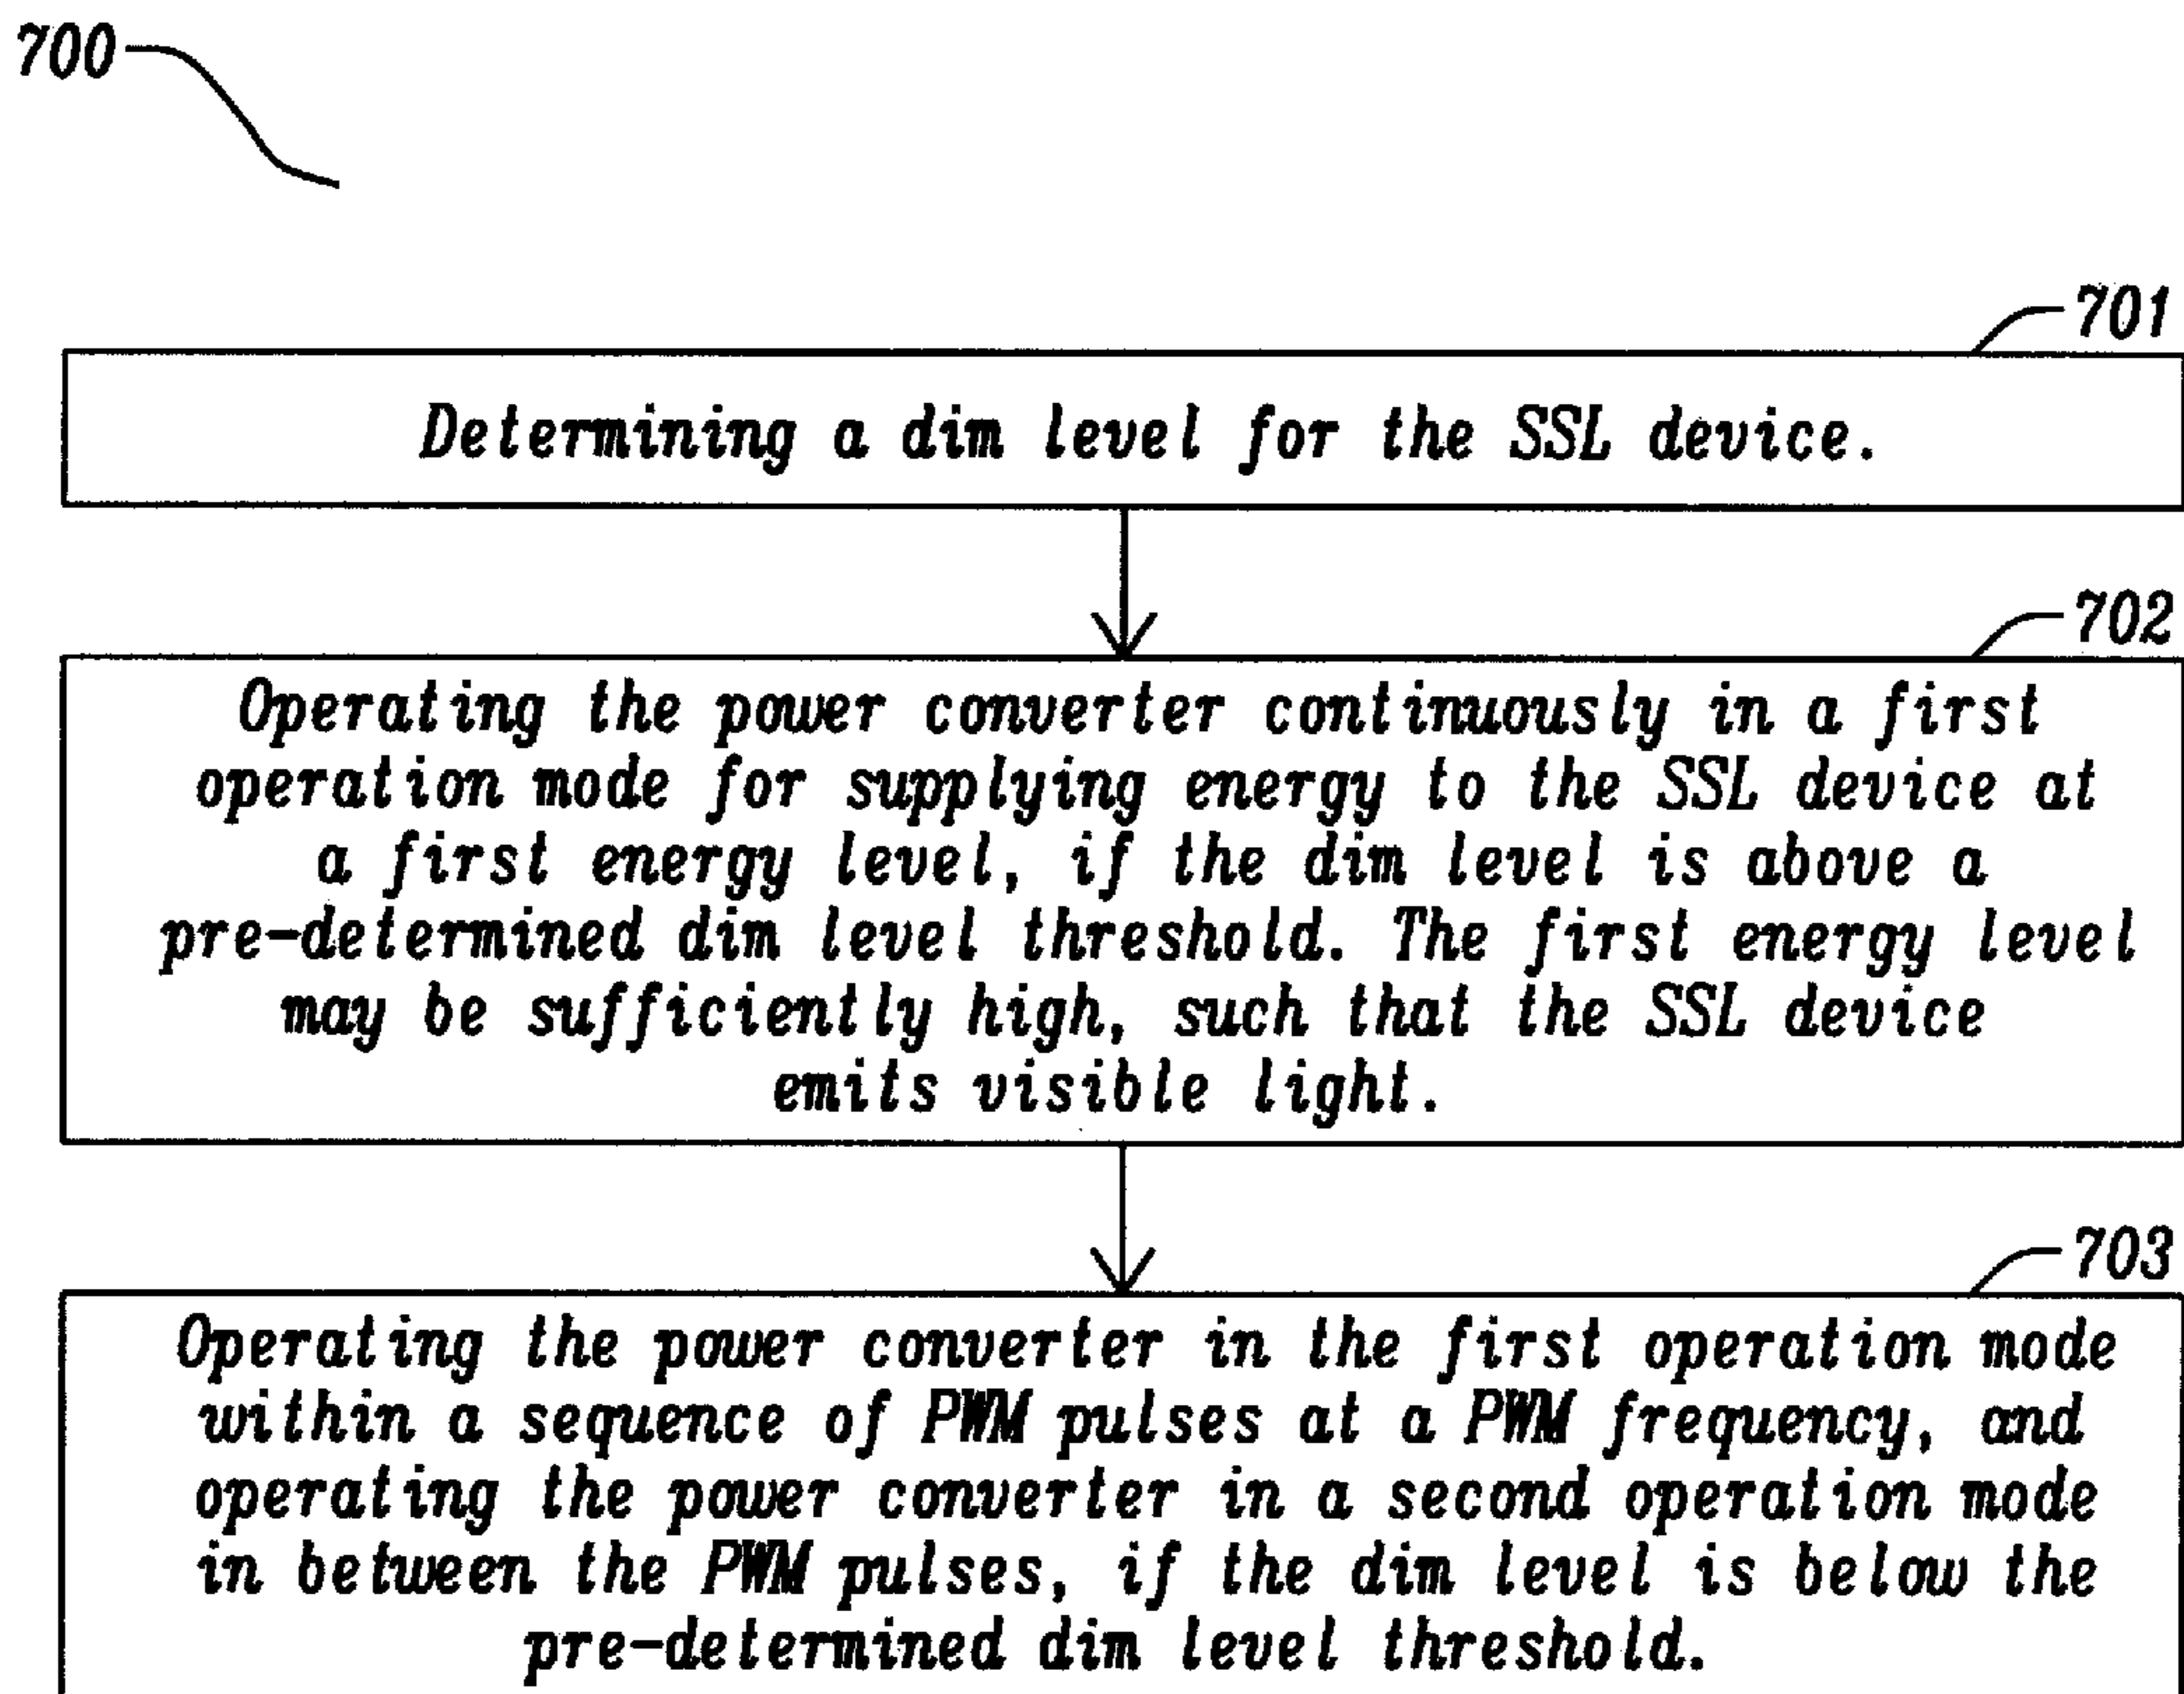 700
701
Determining a dim level for the SSL device.
702
Operating the power converter continuously in a first
operation mode for supplying energy to the SSL device at
a first energy level, if the dim level is above a
pre-determined dim level threshold. The first energy level
may be sufficiently high, such that the SSL device
emits visible light.
703
Operating the power converter in the first operation mode
within a sequence of PWM pulses at a PWM frequency, and
operating the power converter in a second operation mode
in between the PWM pulses, if the dim level is below the
pre-determined dim level threshold.